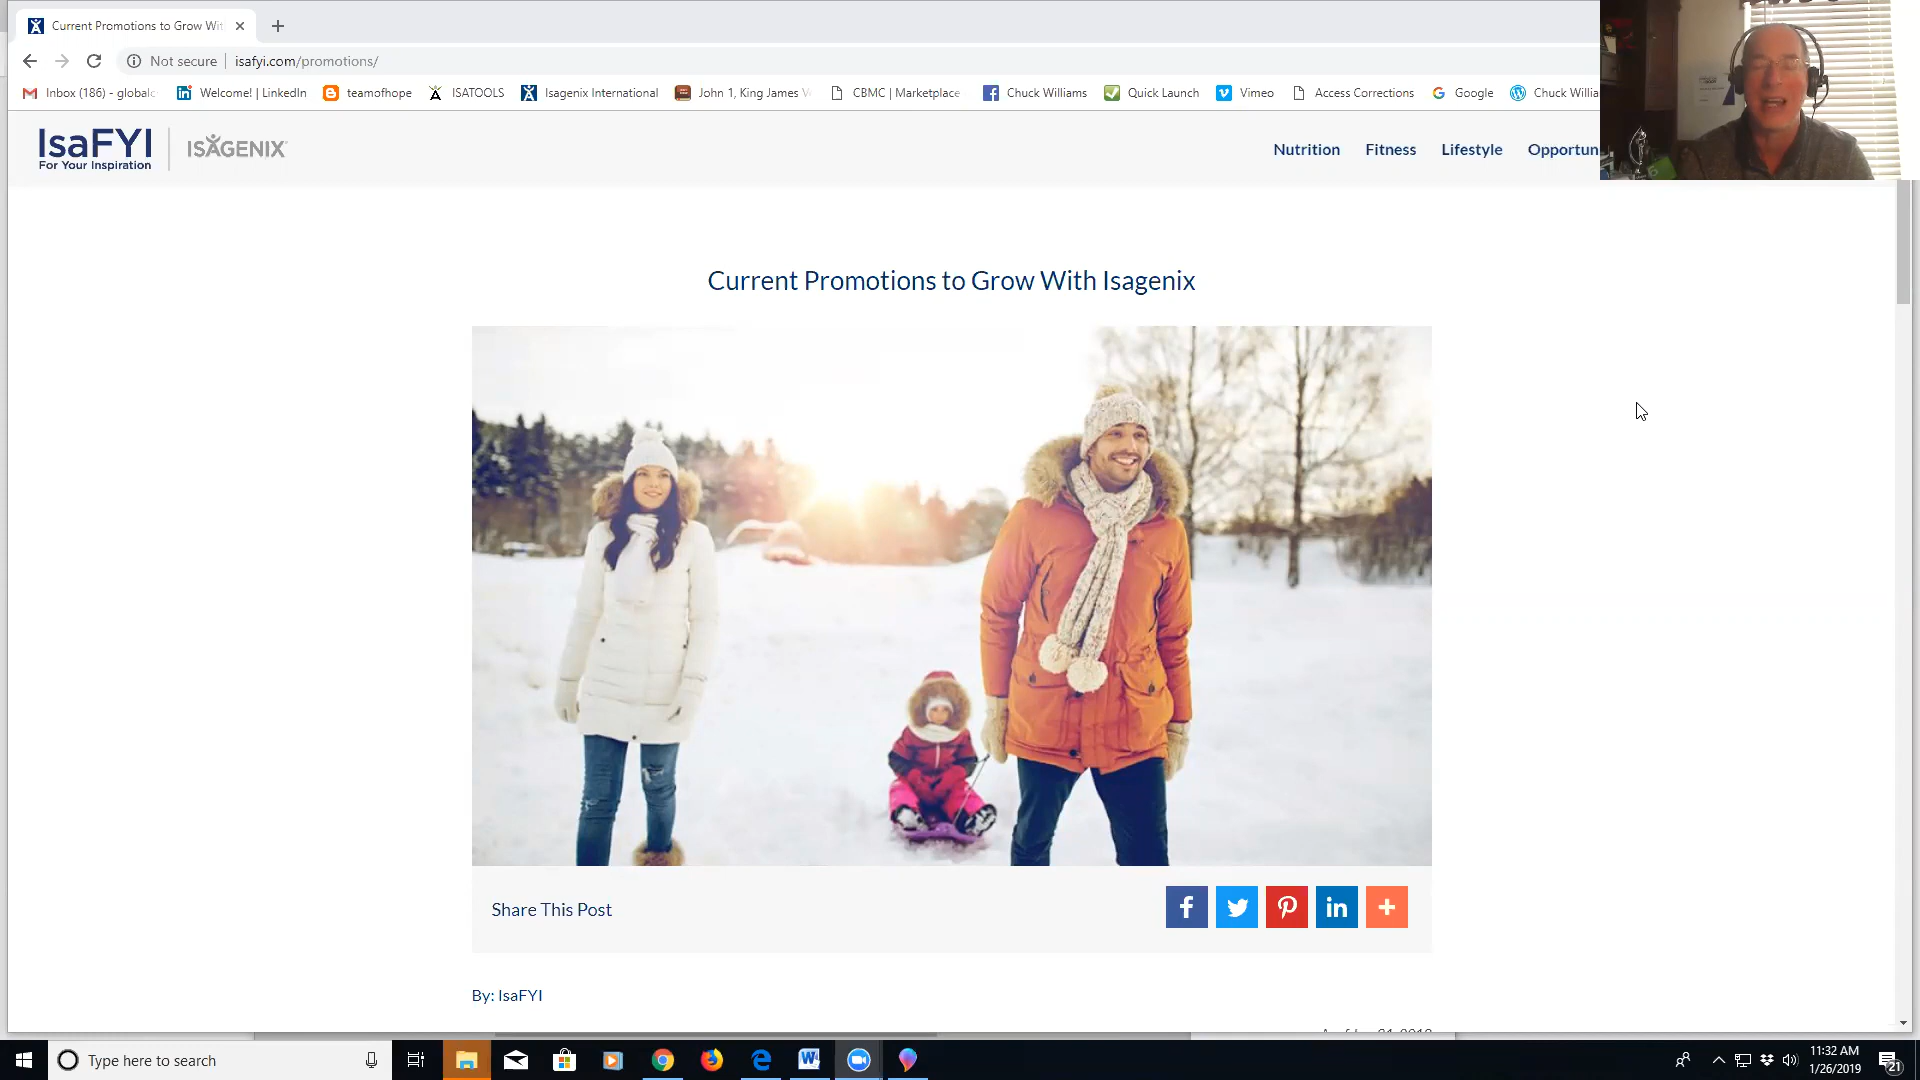 Current Promotions to Grow Wit
Not secure isafyi.com/promotions/
Inbox (186) - globalc Welcome! | LinkedIn teamofhope ISATOOLS Isagenix International John 1, King James V CBMC | Marketplace Chuck Williams Quick Launch Vimeo Access Corrections Google Chuck Willia
IsaFYI ISAGENIX
For Your Inspiration
Nutrition Fitness Lifestyle Opportun
Current Promotions to Grow With Isagenix
Share This Post
By: IsaFYI
Type here to search
11:32 AM
1/26/2019
21